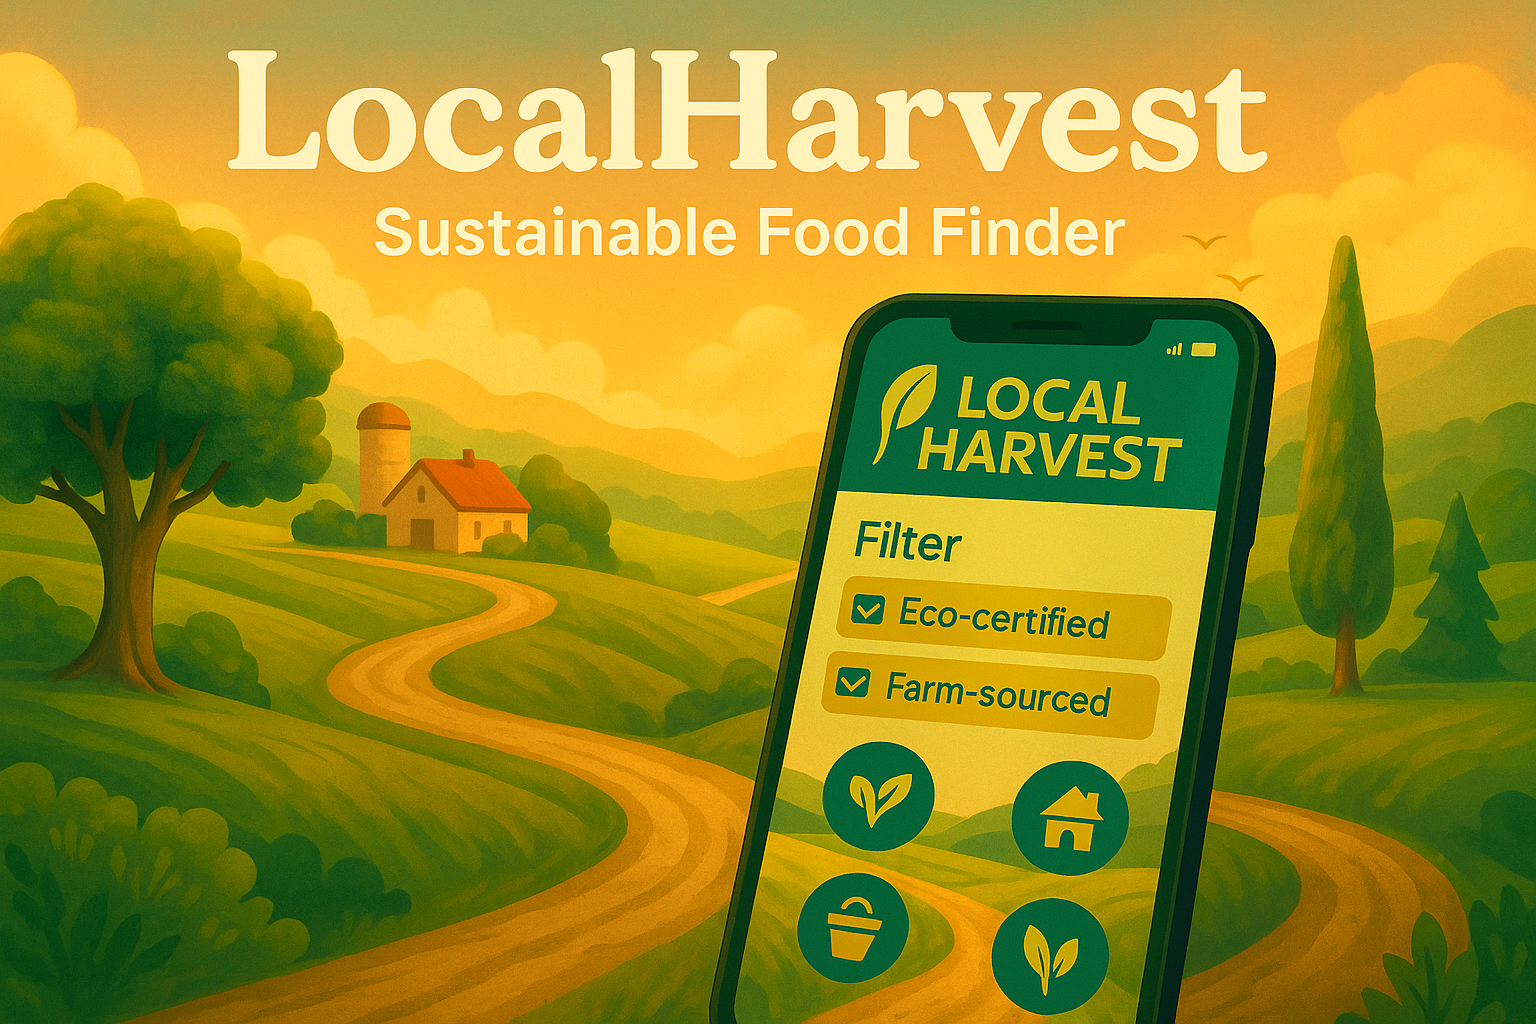 LocalHarvest
Sustainable Food Finder
LOCAL
HARVEST
Filter
Eco-certified
Farm-sourced